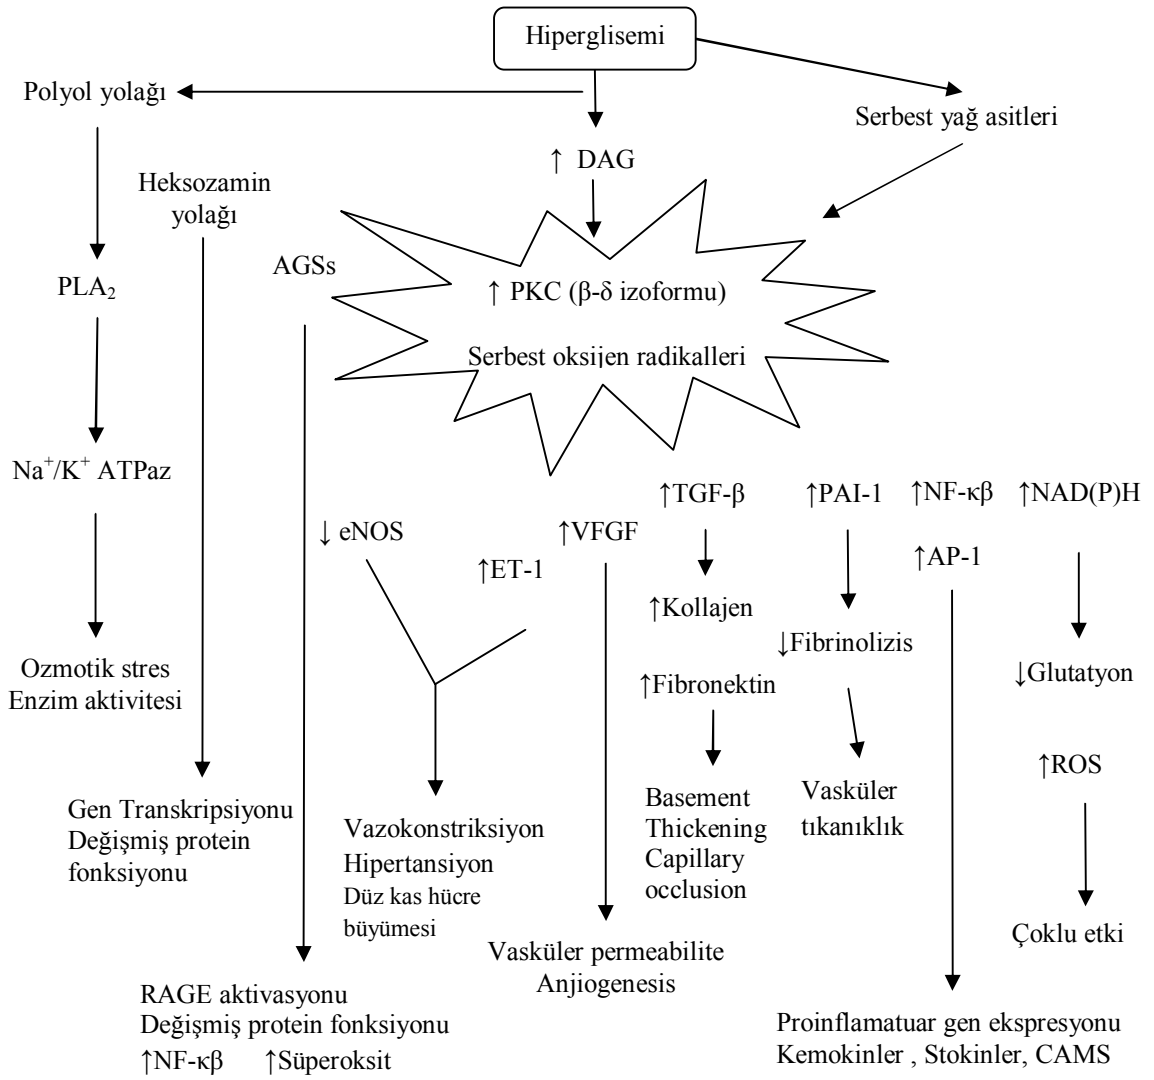 Hiperglisemi
Polyol yolağı
Serbest yağ asitleri
↑ DAG
Heksozamin
yolağı
AGSs
PLA₂
↑ PKC (β-δ izoformu)
Serbest oksijen radikalleri
Na⁺/K⁺ ATPaz
↓ eNOS
↑ET-1
↑VFGF
↑TGF-β
↑PAI-1
↑NF-κβ
↑NAD(P)H
↑AP-1
↑Kollajen
↓Fibrinolizis
↑Fibronektin
↓Glutatyon
Ozmotik stres
Enzim aktivitesi
↑ROS
Gen Transkripsiyonu
Değişmiş protein
fonksiyonu
Vazokonstriksiyon
Hipertansiyon
Düz kas hücre
büyümesi
Basement
Thickening
Capillary
occlusion
Vasküler
tıkanıklık
Çoklu etki
Vasküler permeabilite
Anjiogenesis
RAGE aktivasyonu
Değişmiş protein fonksiyonu
↑NF-κβ ↑Süperoksit
Proinflamatuar gen ekspresyonu
Kemokinler , Stokinler, CAMS